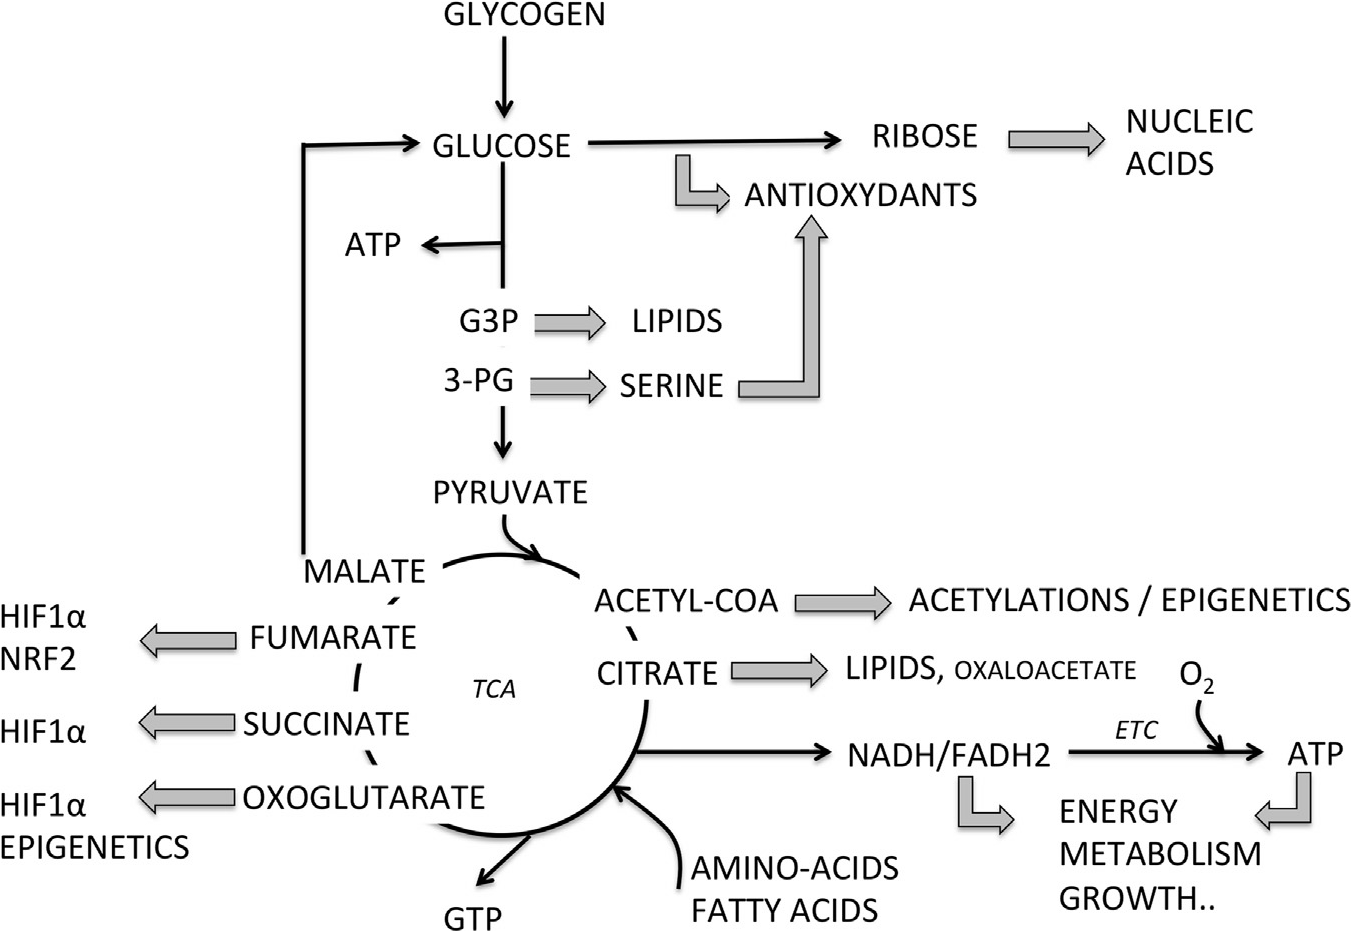 GLYCOGEN
GLUCOSE
RIBOSE
NUCLEIC
ACIDS
ANTIOXYDANTS
ATP
G3P
LIPIDS
3-PG
SERINE
PYRUVATE
MALATE
ACETYL-COA
ACETYLATIONS / EPIGENETICS
HIF1α
NRF2
FUMARATE
CITRATE
LIPIDS, OXALOACETATE
O2
TCA
HIF1α
SUCCINATE
NADH/FADH2
ETC
ATP
HIF1α
EPIGENETICS
OXOGLUTARATE
ENERGY
METABOLISM
GROWTH..
AMINO-ACIDS
FATTY ACIDS
GTP